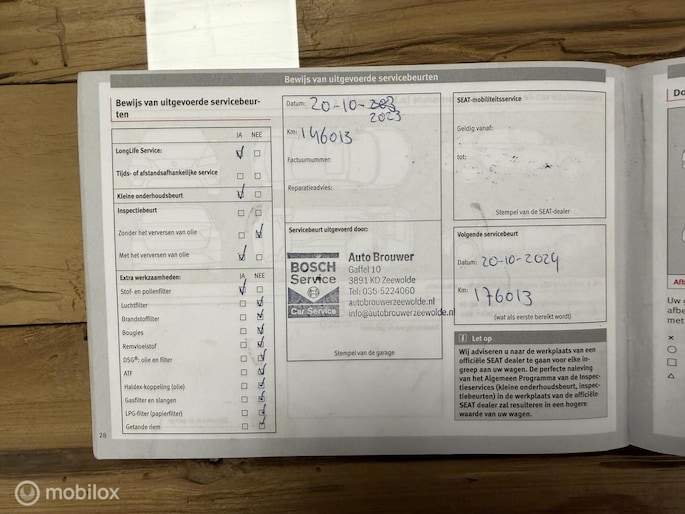 Bewijs van uitgevoerde servicebeurten
Bewijs van uitgevoerde servicebeur-
ten
JA NEE
LongLife Service:
Tijds- of afstandsafhankelijke service
Kleine onderhoudsbeurt
Inspectiebeurt
Zonder het verversen van olie
Met het verversen van olie
Extra werkzaamheden: JA NEE
Stof- en pollenfilter
Luchtfilter
Brandstoffilter
Bougies
Remvloeistof
DSG®: olie en filter
ATF
Haldex-koppeling (olie)
Gasfilter en slangen
LPG-filter (papierfilter)
Getande riem
28
Datum: 20-10-
2023
Km: 146013
Factuurnummer:
Reparatieadvies:
Servicebeurt uitgevoerd door:
BOSCH
Service
Car Service
Auto Brouwer
Gaffel 10
3891 KD Zeewolde
Tel: 036-5224060
autobrouwerzeewolde.nl
info@autobrouwerzeewolde.nl
Stempel van de garage
SEAT-mobiliteitsservice
Geldig vanaf:
tot:
Stempel van de SEAT-dealer
Volgende servicebeurt
Datum: 20-10-2024
Km: 176013
(wat als eerste bereikt wordt)
Let op
Wij adviseren u naar de werkplaats van een
officiële SEAT dealer te gaan voor elke in-
greep aan uw wagen. De perfecte naleving
van het Algemeen Programma van de Inspec-
tieservices (kleine onderhoudsbeurt, inspec-
tiebeurten) in de werkplaats van de officiële
SEAT dealer zal resulteren in een hogere
waarde van uw wagen.
Do
Afb
Uw
afbe
met
mobilox